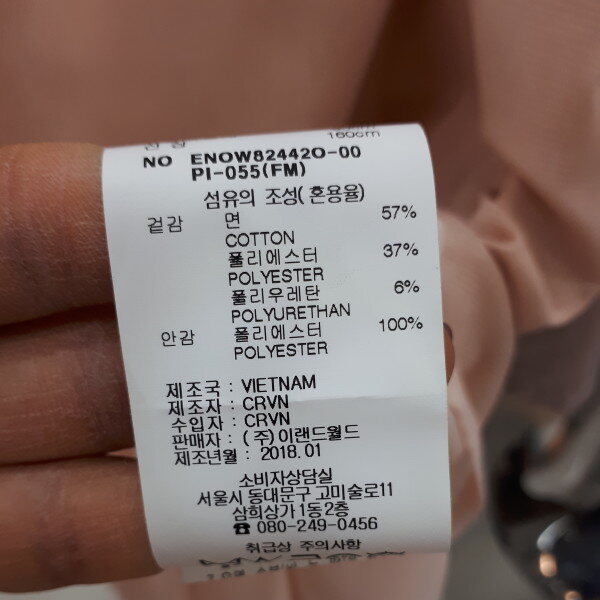 160cm
NO ENOW82442O-00
PI-055(FM)
섬유의 조성( 혼용율)
겉감 면 57%
COTTON
폴리에스터 37%
POLYESTER
폴리우레탄 6%
POLYURETHAN
안감 폴리에스터 100%
POLYESTER
제조국 : VIETNAM
제조자 : CRVN
수입자 : CRVN
판매자 : (주)이랜드월드
제조년월 : 2018.01
소비자상담실
서울시 동대문구 고미술로11
삼희상가 1동2층
☎ 080-249-0456
취급상 주의사항